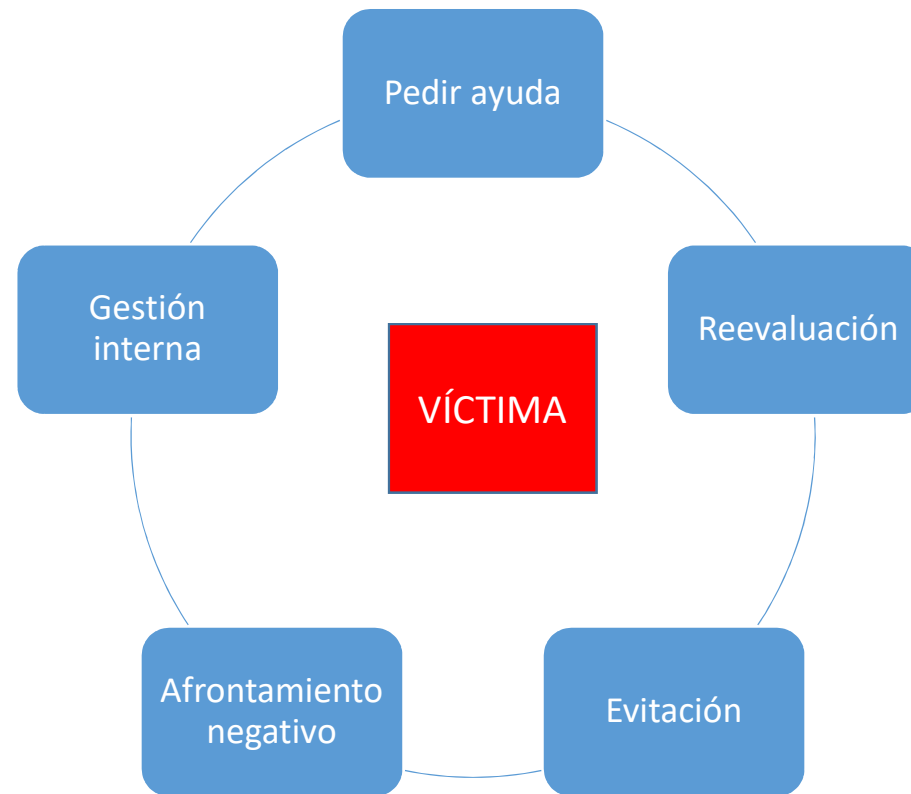 Pedir ayuda
Gestión
interna
Reevaluación
VÍCTIMA
Afrontamiento
negativo
Evitación